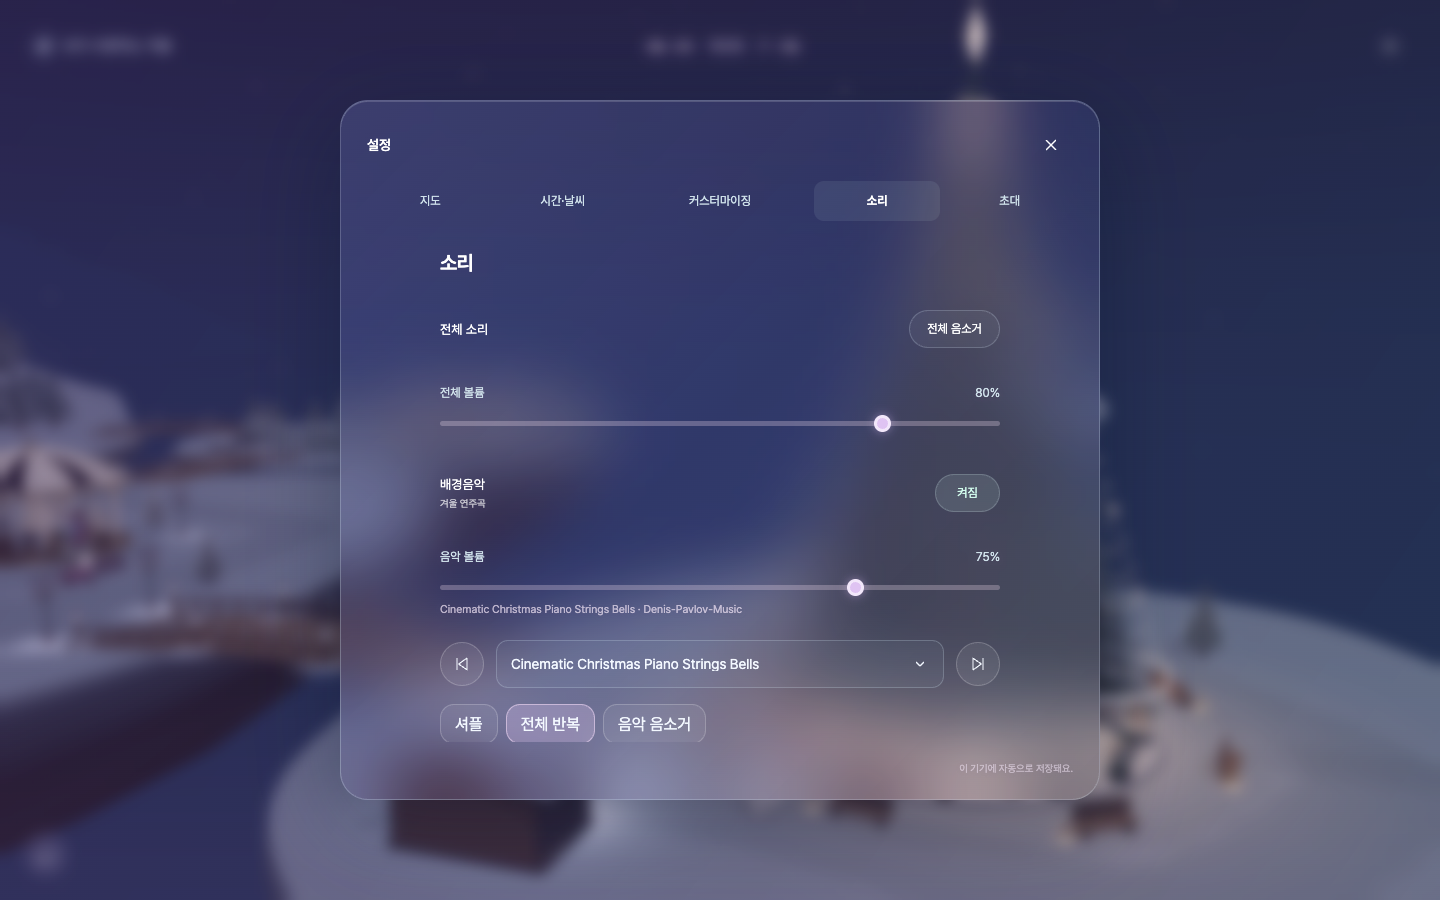 설정
지도
시간·날씨
커스터마이징
소리
초대
소리
전체 소리
전체 음소거
전체 볼륨
80%
배경음악
켜짐
겨울 연주곡
음악 볼륨
75%
Cinematic Christmas Piano Strings Bells · Denis-Pavlov-Music
Cinematic Christmas Piano Strings Bells
셔플
전체 반복
음악 음소거
이 기기에 자동으로 저장돼요.